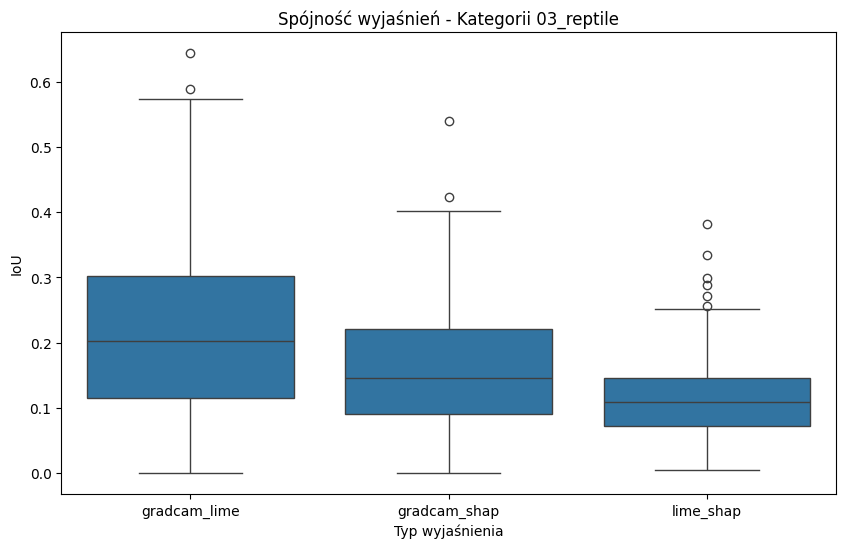 Spójność wyjaśnień - Kategorii 03_reptile
IoU
0.6
0.5
0.4
0.3
0.2
0.1
0.0
gradcam_lime
gradcam_shap
lime_shap
Typ wyjaśnienia